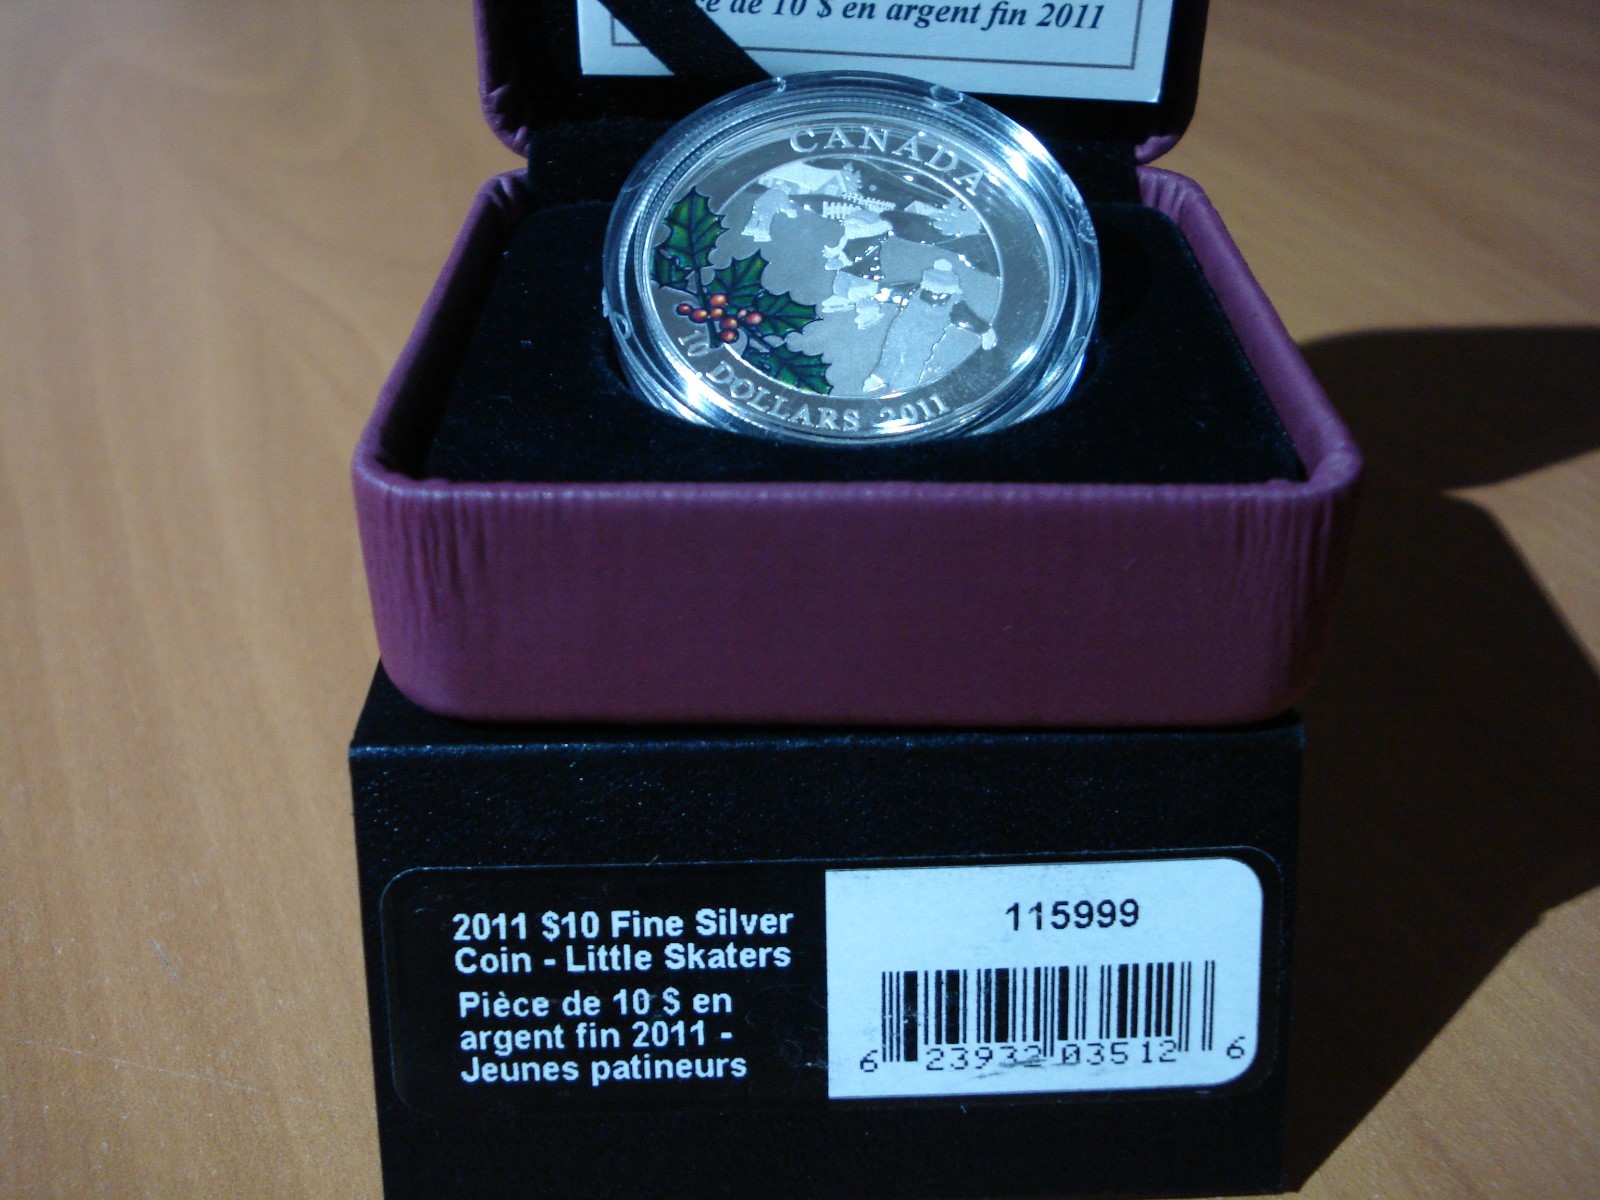 de 10 $ en argent fin 2011
CANADA
10 DOLLARS 2011
2011 $10 Fine Silver
Coin - Little Skaters
Pièce de 10 $ en
argent fin 2011 -
Jeunes patineurs
115999
6 23932 03512 6